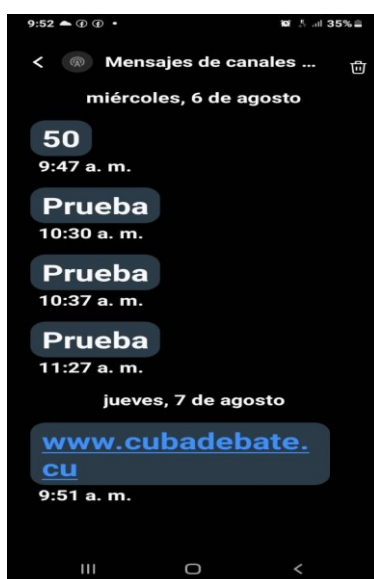 9:52
35%
Mensajes de canales ...
miércoles, 6 de agosto
50
9:47 a. m.
Prueba
10:30 a. m.
Prueba
10:37 a. m.
Prueba
11:27 a. m.
jueves, 7 de agosto
www.cubadebate.
cu
9:51 a. m.